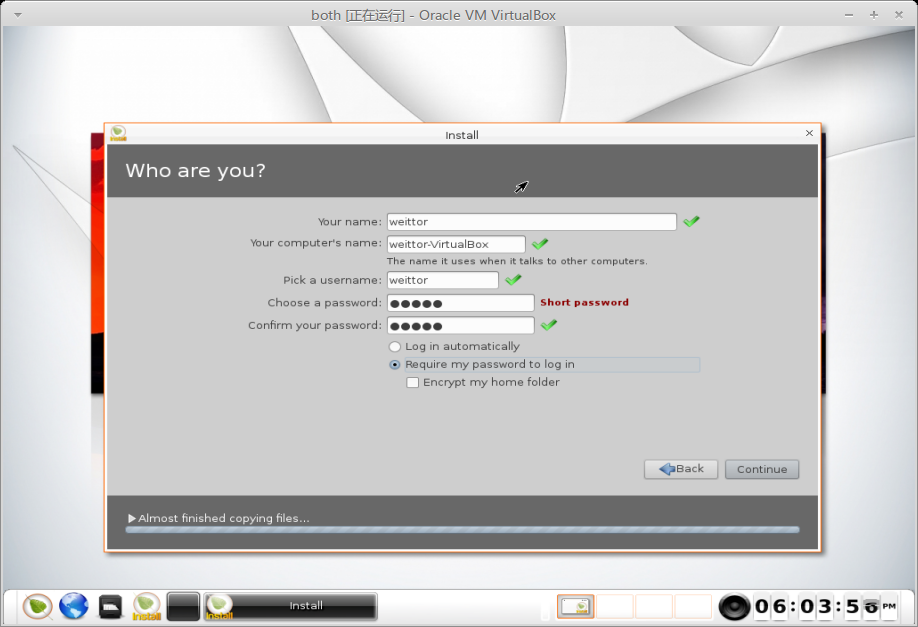 both [正在运行] - Oracle VM VirtualBox
Install
Who are you?
Your name: weittor
Your computer's name: weittor-VirtualBox
The name it uses when it talks to other computers.
Pick a username: weittor
Choose a password: ●●●●● Short password
Confirm your password: ●●●●●
Log in automatically
Require my password to log in
Encrypt my home folder
Back Continue
Almost finished copying files...
Install Install Install 06:03:56 PM